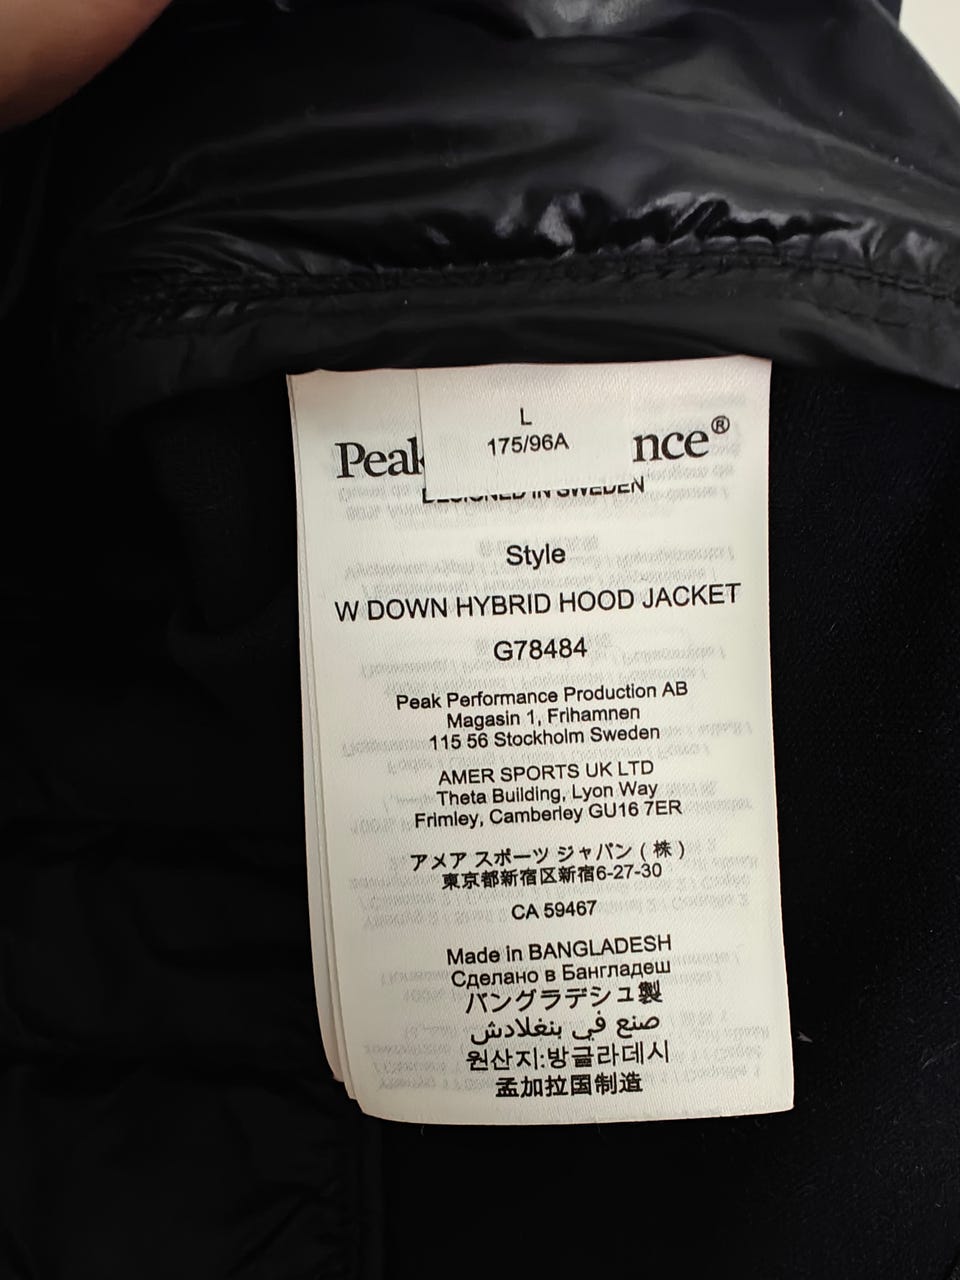 L
175/96A
Peak nce®
DESIGNED IN SWEDEN
Style
W DOWN HYBRID HOOD JACKET
G78484
Peak Performance Production AB
Magasin 1, Frihamnen
115 56 Stockholm Sweden
AMER SPORTS UK LTD
Theta Building, Lyon Way
Frimley, Camberley GU16 7ER
アメア スポーツ ジャパン ( 株 )
東京都新宿区新宿6-27-30
CA 59467
Made in BANGLADESH
Сделано в Бангладеш
バングラデシュ製
صنع في بنغلادش
원산지:방글라데시
孟加拉国制造